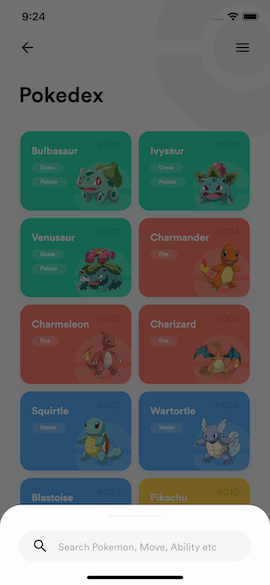 9:24
Pokedex
#001
#002
Bulbasaur
Ivysaur
Grass
Grass
Poison
Poison
#003
#004
Venusaur
Charmander
Grass
Fire
Poison
#005
#006
Charmeleon
Charizard
Fire
Fire
#007
#008
Squirtle
Wartortle
Water
Water
#009
#010
Blastoise
Pikachu
Search Pokemon, Move, Ability etc